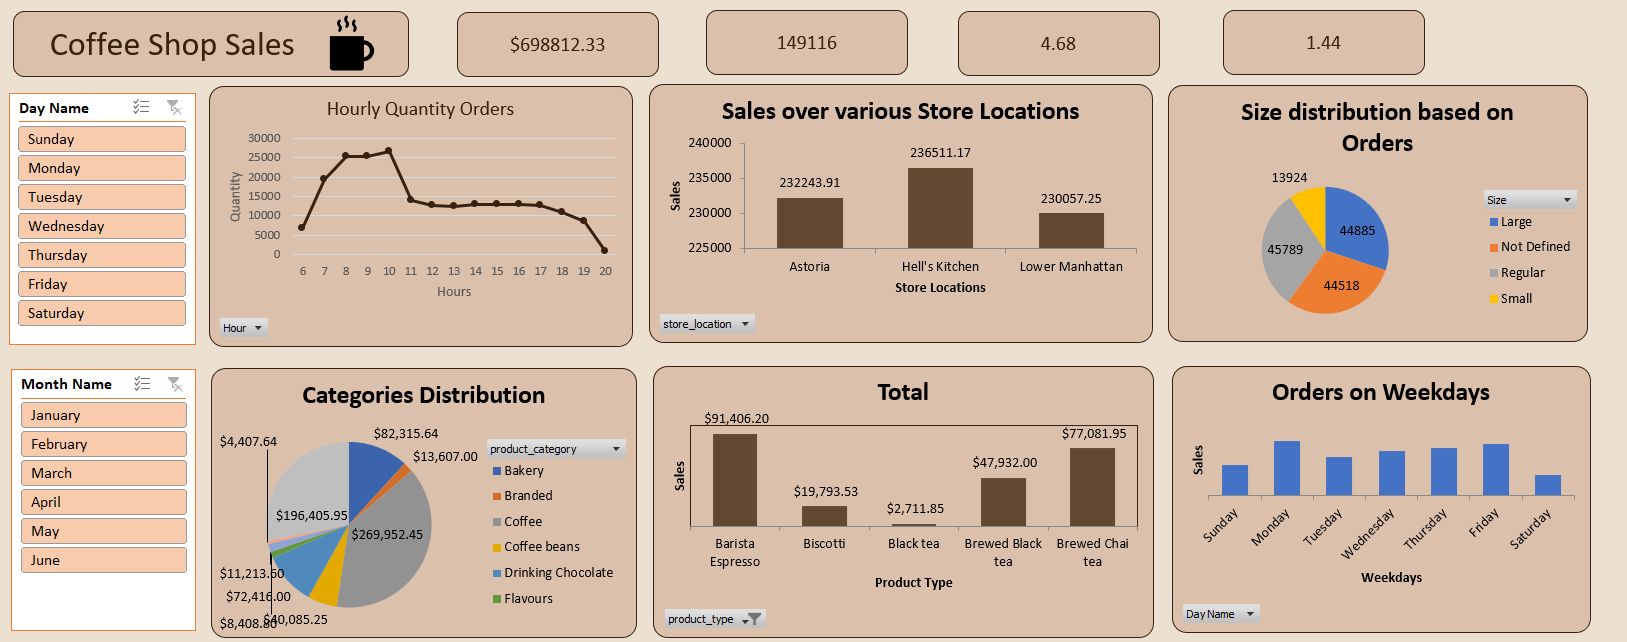 Coffee Shop Sales
$698812.33
149116
4.68
1.44
Day Name
Sunday
Monday
Tuesday
Wednesday
Thursday
Friday
Saturday
Hourly Quantity Orders
30000
25000
20000
15000
10000
5000
0
Quantity
6 7 8 9 10 11 12 13 14 15 16 17 18 19 20
Hours
Hour
Sales over various Store Locations
240000
235000
230000
225000
Sales
232243.91
236511.17
230057.25
Astoria
Hell's Kitchen
Lower Manhattan
Store Locations
store_location
Size distribution based on
Orders
13924
44885
45789
44518
Size
Large
Not Defined
Regular
Small
Month Name
January
February
March
April
May
June
Categories Distribution
$82,315.64
$4,407.64
$13,607.00
$196,405.95
$269,952.45
$11,213.60
$72,416.00
$8,408.80
$40,085.25
product_category
Bakery
Branded
Coffee
Coffee beans
Drinking Chocolate
Flavours
Total
Sales
$91,406.20
$19,793.53
$2,711.85
$47,932.00
$77,081.95
Barista
Espresso
Biscotti
Black tea
Brewed Black
tea
Brewed Chai
tea
Product Type
product_type
Orders on Weekdays
Sales
Sunday
Monday
Tuesday
Wednesday
Thursday
Friday
Saturday
Weekdays
Day Name